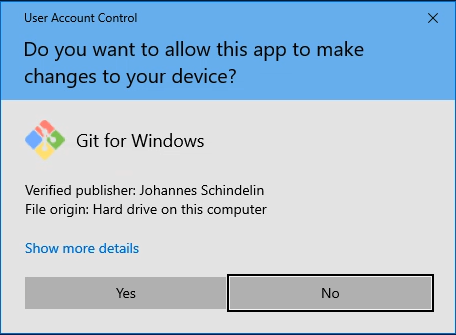 User Account Control
Do you want to allow this app to make
changes to your device?
Git for Windows
Verified publisher: Johannes Schindelin
File origin: Hard drive on this computer
Show more details
Yes
No